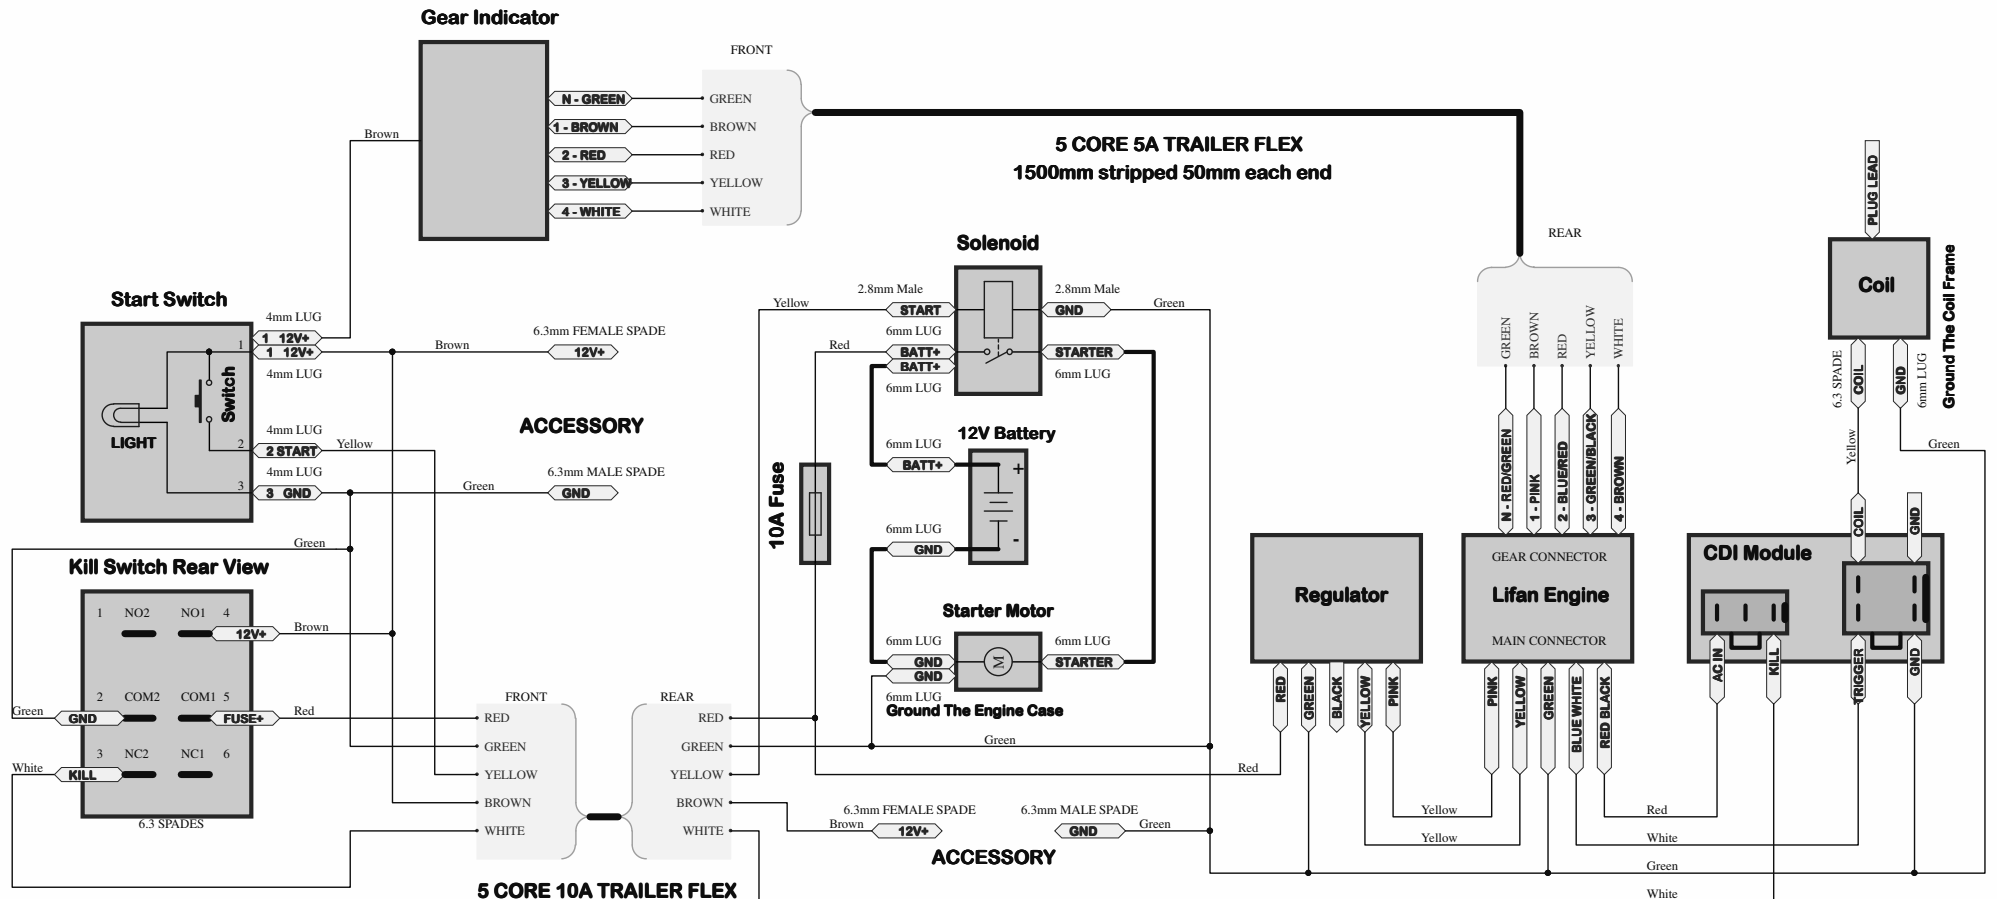 Gear Indicator
FRONT
N - GREEN
GREEN
1 - BROWN
BROWN
2 - RED
RED
3 - YELLOW
YELLOW
4 - WHITE
WHITE
Brown
5 CORE 5A TRAILER FLEX
1500mm stripped 50mm each end
REAR
GREEN
BROWN
RED
YELLOW
WHITE
N - RED/GREEN
1 - PINK
2 - BLUE/RED
3 - GREEN/BLACK
4 - BROWN
PLUG LEAD
Coil
Ground The Coil Frame
6.3 SPADE
COIL
GND
6mm LUG
Yellow
Green
COIL
GND
Start Switch
4mm LUG
1 12V+
1
1 12V+
4mm LUG
Brown
6.3mm FEMALE SPADE
12V+
Switch
LIGHT
4mm LUG
2
2 START
Yellow
4mm LUG
3
3 GND
Green
ACCESSORY
6.3mm MALE SPADE
GND
Green
Solenoid
2.8mm Male
START
Yellow
2.8mm Male
GND
Green
6mm LUG
Red
BATT+
BATT+
6mm LUG
STARTER
6mm LUG
10A Fuse
12V Battery
6mm LUG
BATT+
+
6mm LUG
GND
-
Starter Motor
6mm LUG
GND
GND
6mm LUG
M
6mm LUG
STARTER
Ground The Engine Case
Kill Switch Rear View
1
NO2
NO1
4
12V+
Brown
2
COM2
COM1
5
Green
GND
FUSE+
Red
3
NC2
NC1
6
White
KILL
6.3 SPADES
FRONT
RED
GREEN
YELLOW
BROWN
WHITE
REAR
RED
GREEN
YELLOW
BROWN
WHITE
5 CORE 10A TRAILER FLEX
Green
Red
6.3mm FEMALE SPADE
Brown
12V+
6.3mm MALE SPADE
GND
Green
ACCESSORY
Regulator
RED
GREEN
BLACK
YELLOW
PINK
GEAR CONNECTOR
Lifan Engine
MAIN CONNECTOR
PINK
YELLOW
GREEN
BLUE WHITE
RED BLACK
CDI Module
AC IN
KILL
TRIGGER
GND
Yellow
Yellow
Red
White
Green
White